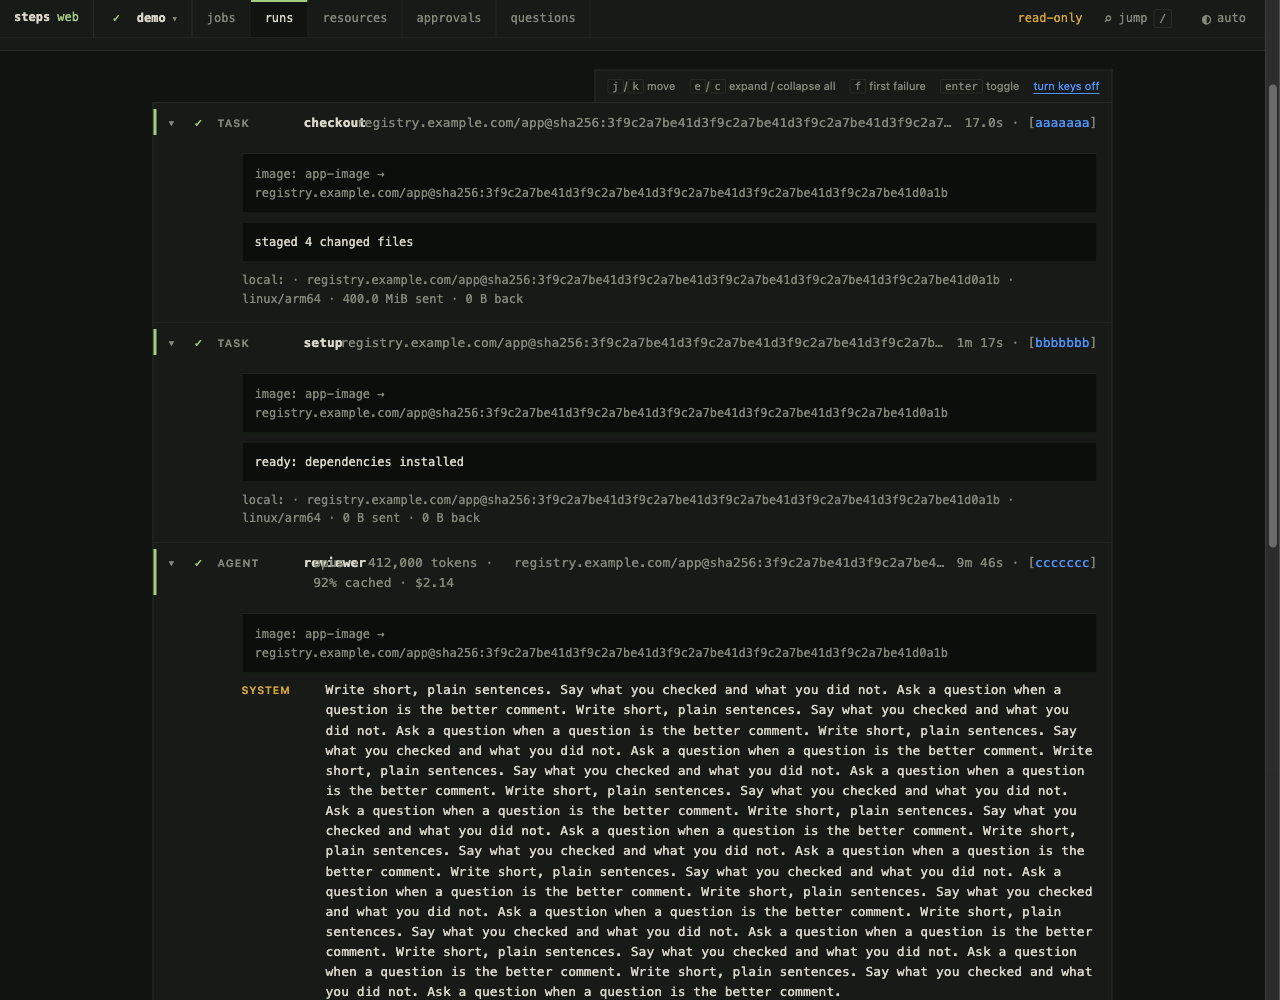 steps web ✓ demo ▾ jobs runs resources approvals questions read-only jump / auto
j / k move e / c expand / collapse all f first failure enter toggle turn keys off
▾ ✓ TASK checkout registry.example.com/app@sha256:3f9c2a7be41d3f9c2a7be41d3f9c2a7be41d3f9c2a7be41d3f9c2a7… 17.0s · [aaaaaaa]
image: app-image →
registry.example.com/app@sha256:3f9c2a7be41d3f9c2a7be41d3f9c2a7be41d3f9c2a7be41d3f9c2a7be41d0a1b
staged 4 changed files
local: · registry.example.com/app@sha256:3f9c2a7be41d3f9c2a7be41d3f9c2a7be41d3f9c2a7be41d3f9c2a7be41d0a1b ·
linux/arm64 · 400.0 MiB sent · 0 B back
▾ ✓ TASK setup registry.example.com/app@sha256:3f9c2a7be41d3f9c2a7be41d3f9c2a7be41d3f9c2a7be41d3f9c2a7b… 1m 17s · [bbbbbbb]
image: app-image →
registry.example.com/app@sha256:3f9c2a7be41d3f9c2a7be41d3f9c2a7be41d3f9c2a7be41d3f9c2a7be41d0a1b
ready: dependencies installed
local: · registry.example.com/app@sha256:3f9c2a7be41d3f9c2a7be41d3f9c2a7be41d3f9c2a7be41d3f9c2a7be41d0a1b ·
linux/arm64 · 0 B sent · 0 B back
▾ ✓ AGENT reviewer 412,000 tokens · registry.example.com/app@sha256:3f9c2a7be41d3f9c2a7be41d3f9c2a7be4… 9m 46s · [ccccccc]
92% cached · $2.14
image: app-image →
registry.example.com/app@sha256:3f9c2a7be41d3f9c2a7be41d3f9c2a7be41d3f9c2a7be41d3f9c2a7be41d0a1b
SYSTEM Write short, plain sentences. Say what you checked and what you did not. Ask a question when a
question is the better comment. Write short, plain sentences. Say what you checked and what you
did not. Ask a question when a question is the better comment. Write short, plain sentences. Say
what you checked and what you did not. Ask a question when a question is the better comment. Write
short, plain sentences. Say what you checked and what you did not. Ask a question when a question
is the better comment. Write short, plain sentences. Say what you checked and what you did not.
Ask a question when a question is the better comment. Write short, plain sentences. Say what you
checked and what you did not. Ask a question when a question is the better comment. Write short,
plain sentences. Say what you checked and what you did not. Ask a question when a question is the
better comment. Write short, plain sentences. Say what you checked and what you did not. Ask a
question when a question is the better comment. Write short, plain sentences. Say what you checked
and what you did not. Ask a question when a question is the better comment. Write short, plain
sentences. Say what you checked and what you did not. Ask a question when a question is the better
comment. Write short, plain sentences. Say what you checked and what you did not. Ask a question
when a question is the better comment. Write short, plain sentences. Say what you checked and what
you did not. Ask a question when a question is the better comment.